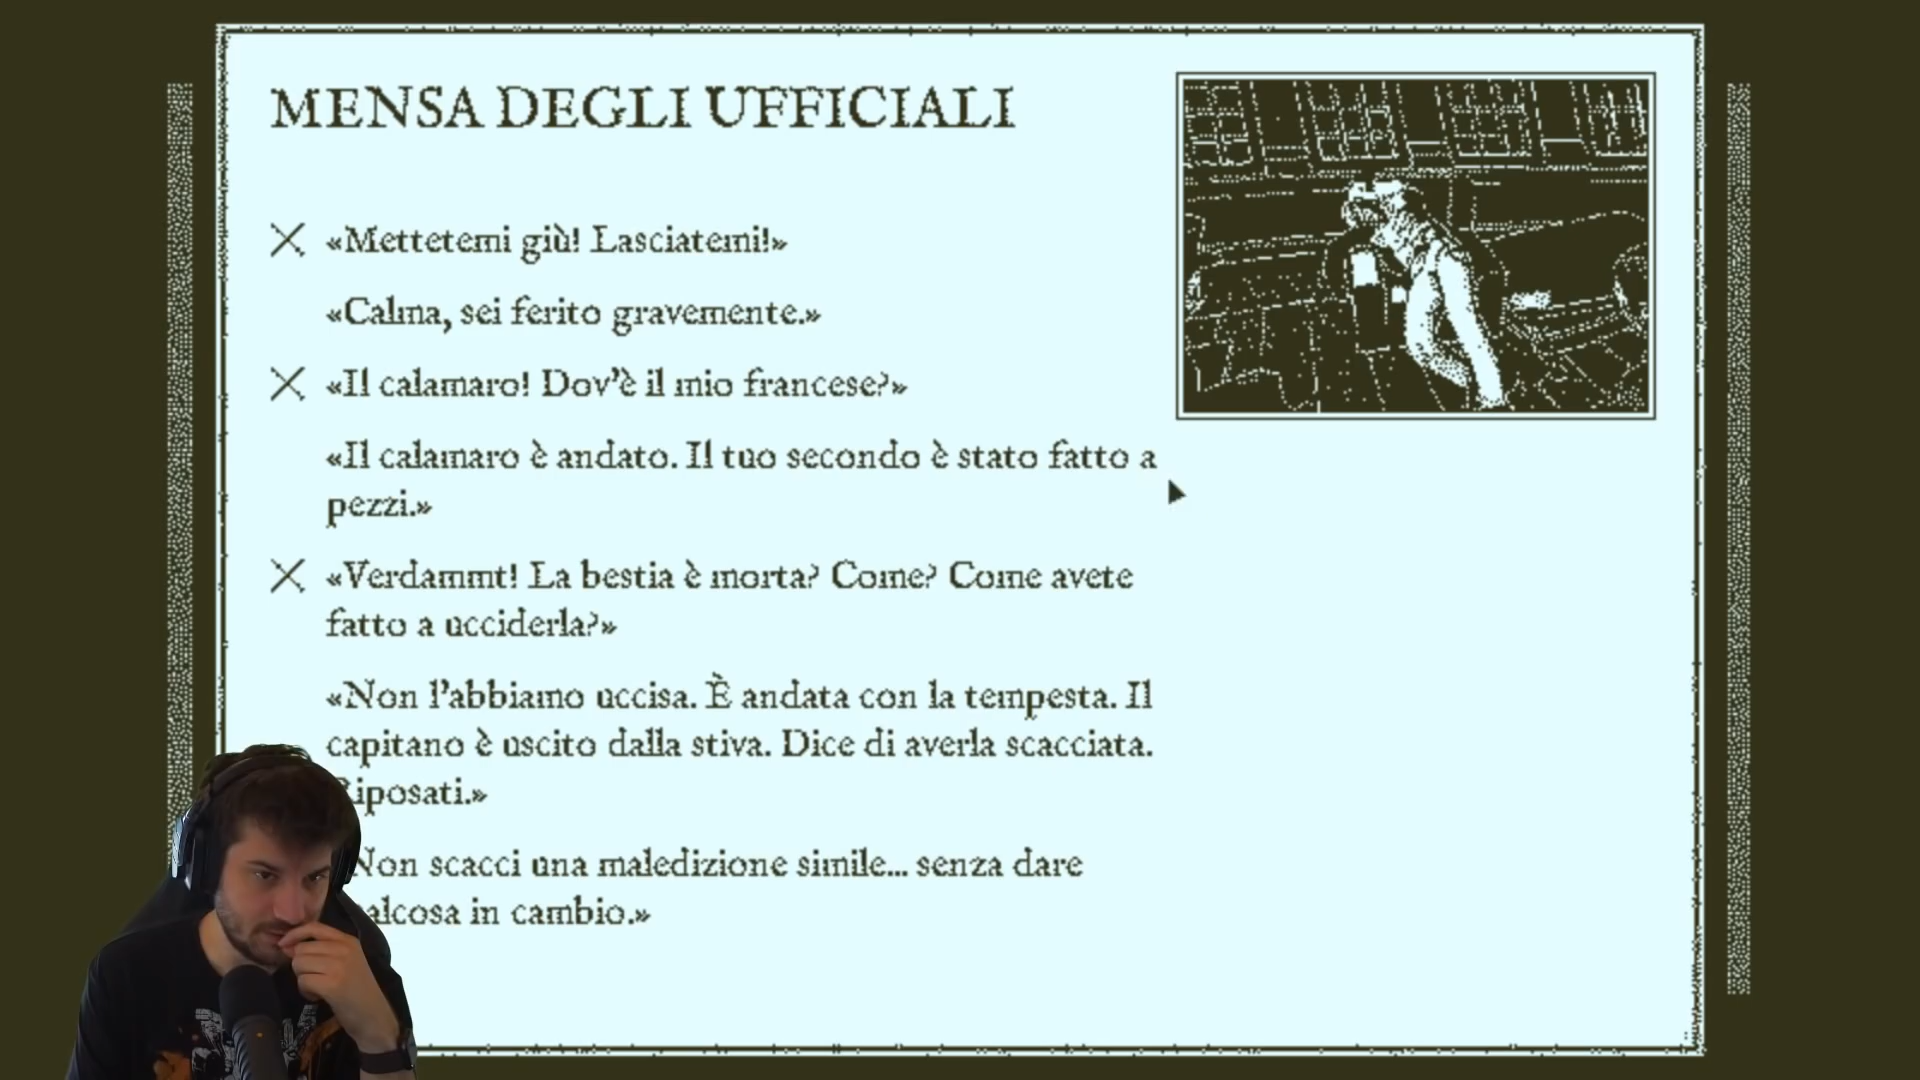 MENSA DEGLI UFFICIALI
«Mettetemi giù! Lasciatemi!»
«Calma, sei ferito gravemente.»
«Il calamaro! Dov'è il mio francese?»
«Il calamaro è andato. Il tuo secondo è stato fatto a
pezzi.»
«Verdammt! La bestia è morta? Come? Come avete
fatto a ucciderla?»
«Non l'abbiamo uccisa. È andata con la tempesta. Il
capitano è uscito dalla stiva. Dice di averla scacciata.
Riposati.»
Non scacci una maledizione simile... senza dare
in cambio.»